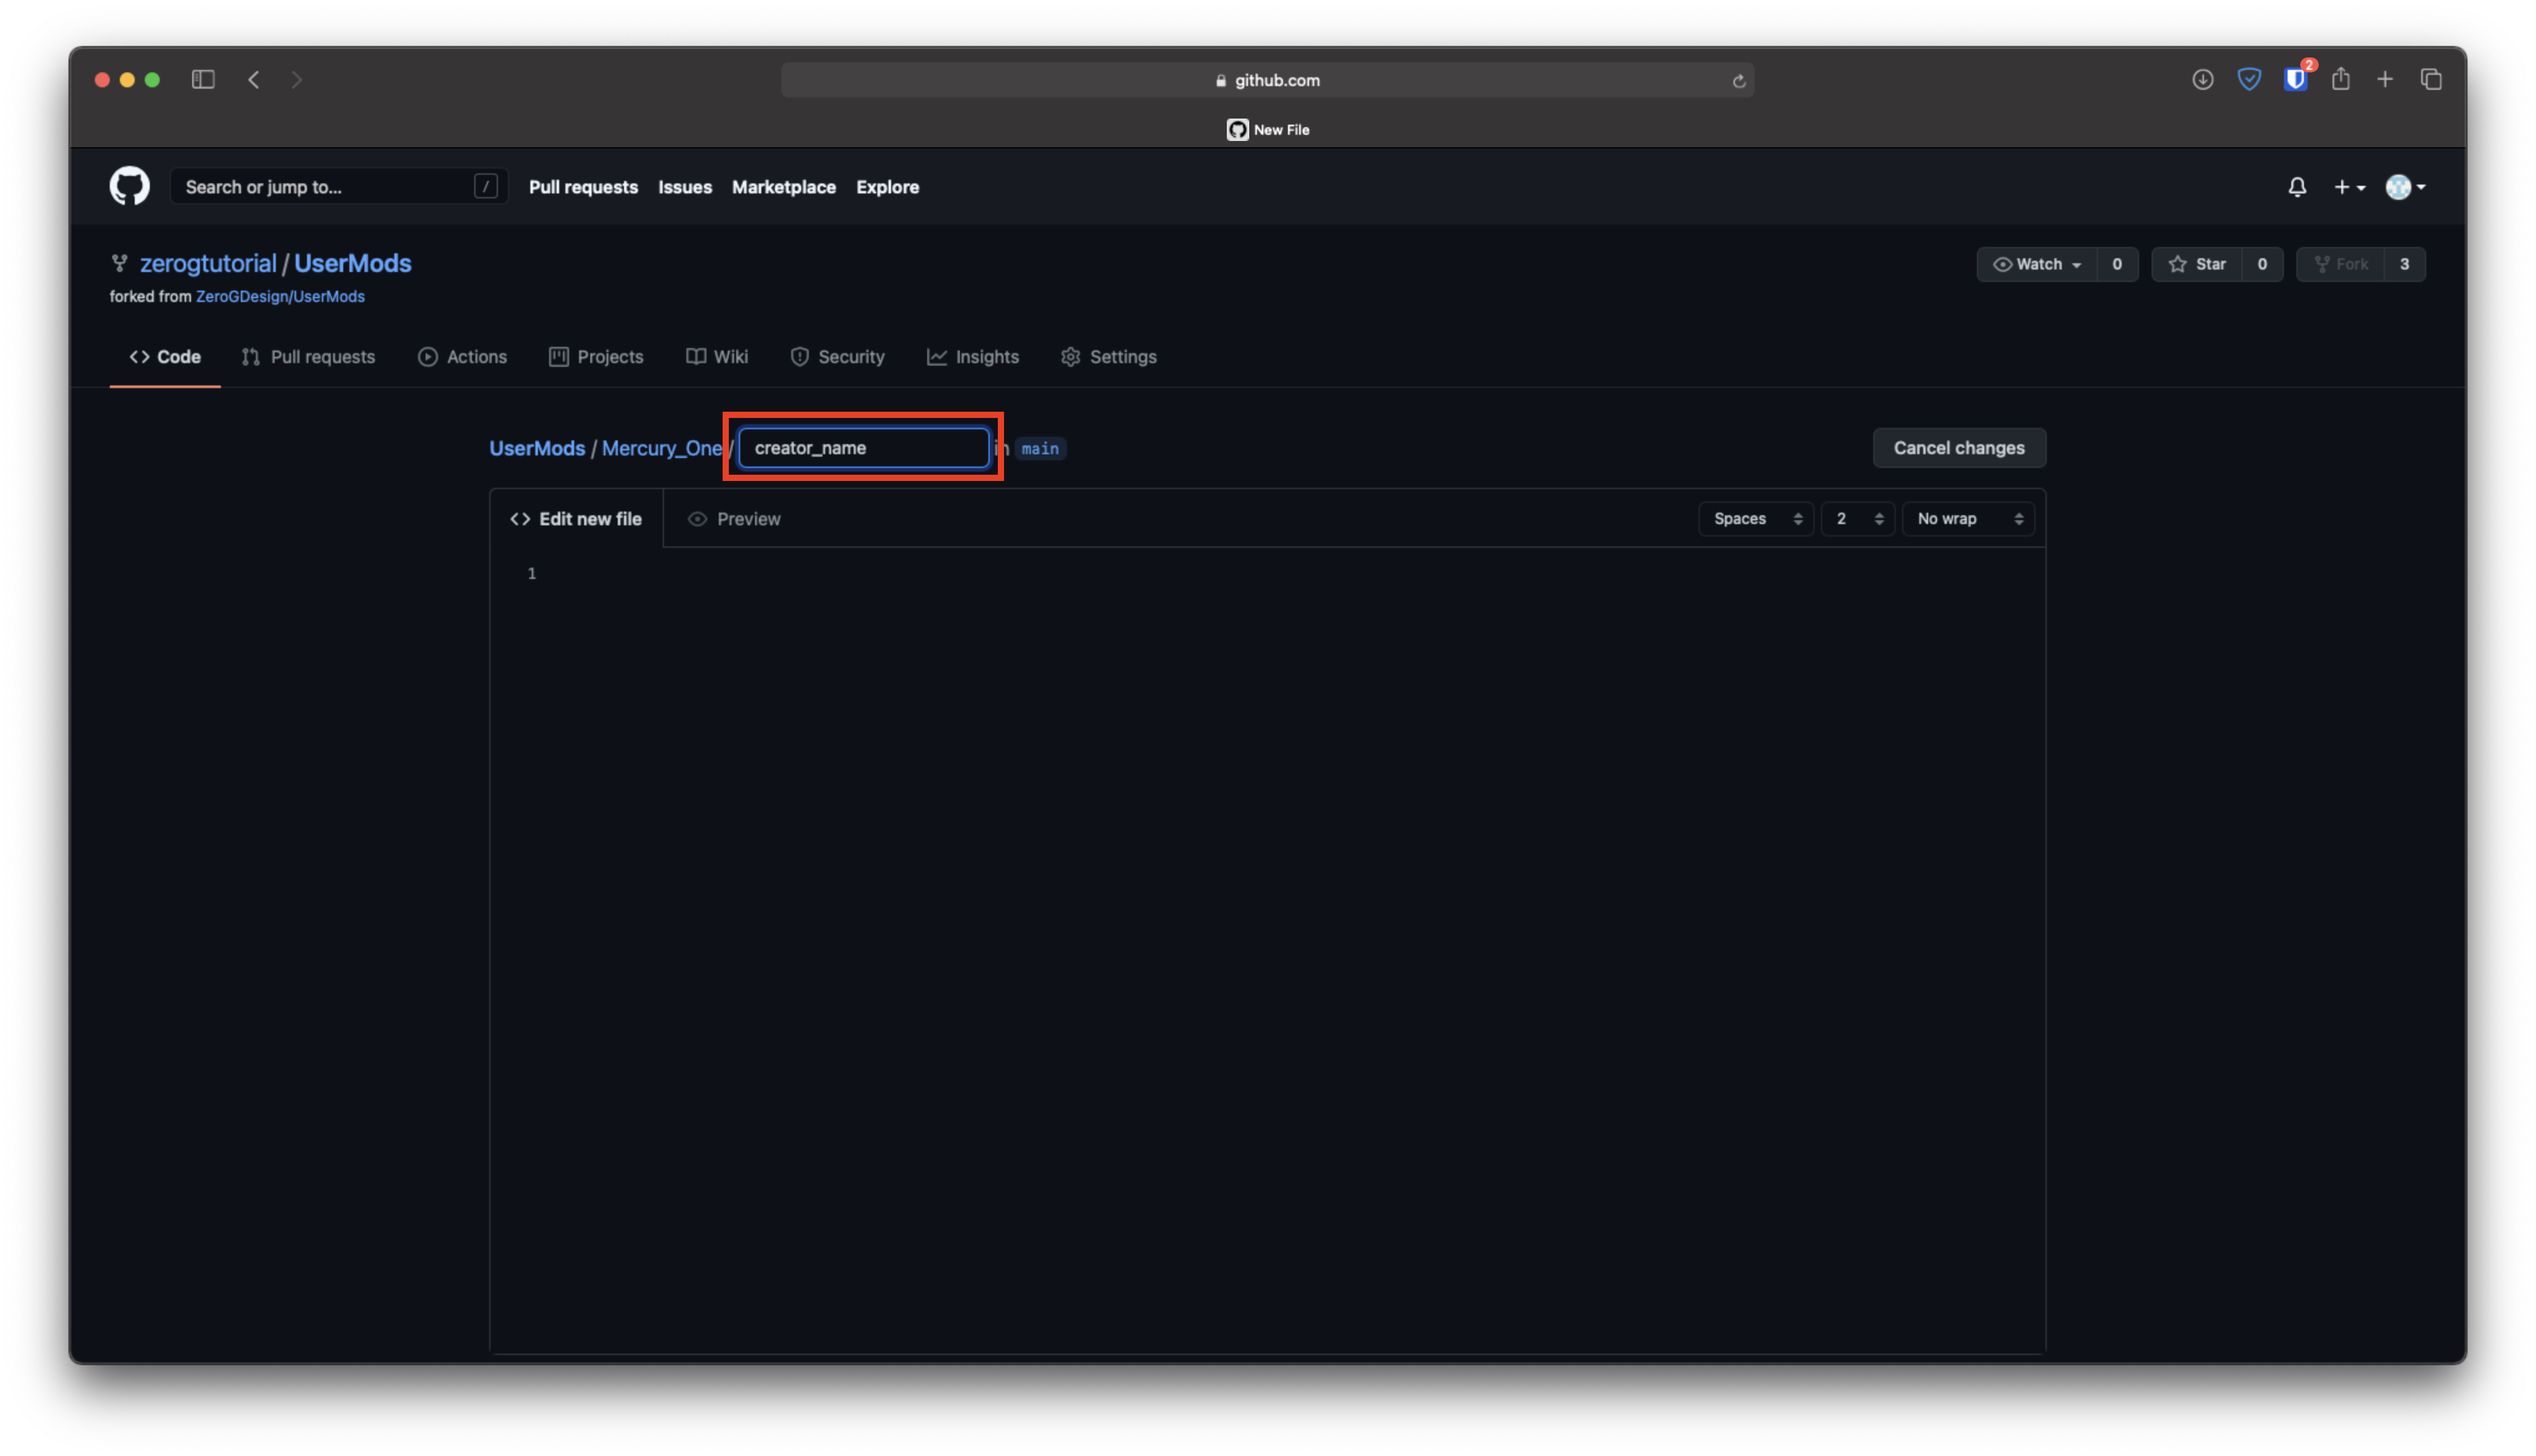 github.com
2
New File
Search or jump to... /
Pull requests Issues Marketplace Explore
zerogtutorial / UserMods
Watch 0 Star 0 Fork 3
forked from ZeroGDesign/UserMods
Code Pull requests Actions Projects Wiki Security Insights Settings
UserMods / Mercury_One / creator_name in main Cancel changes
Edit new file Preview Spaces 2 No wrap
1